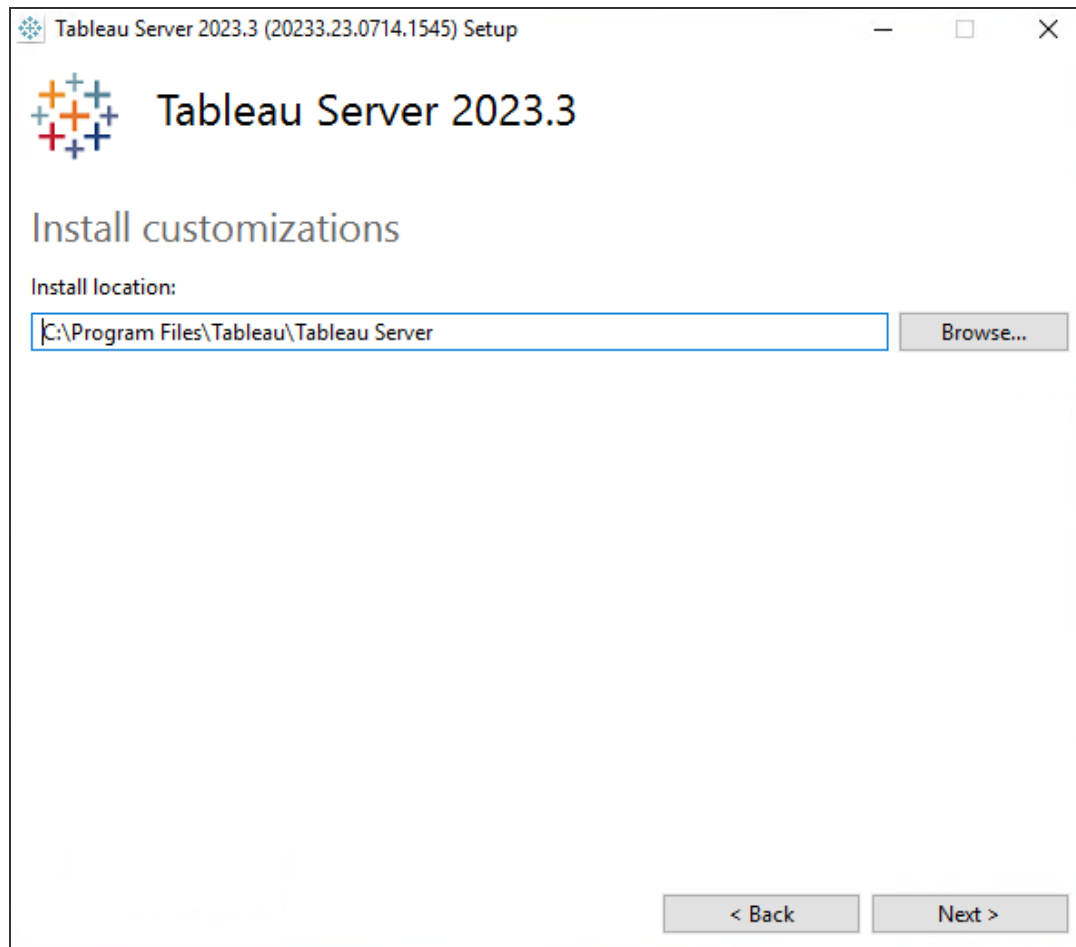 Tableau Server 2023.3 (20233.23.0714.1545) Setup
Tableau Server 2023.3
Install customizations
Install location:
C:\Program Files\Tableau\Tableau Server
Browse...
< Back
Next >